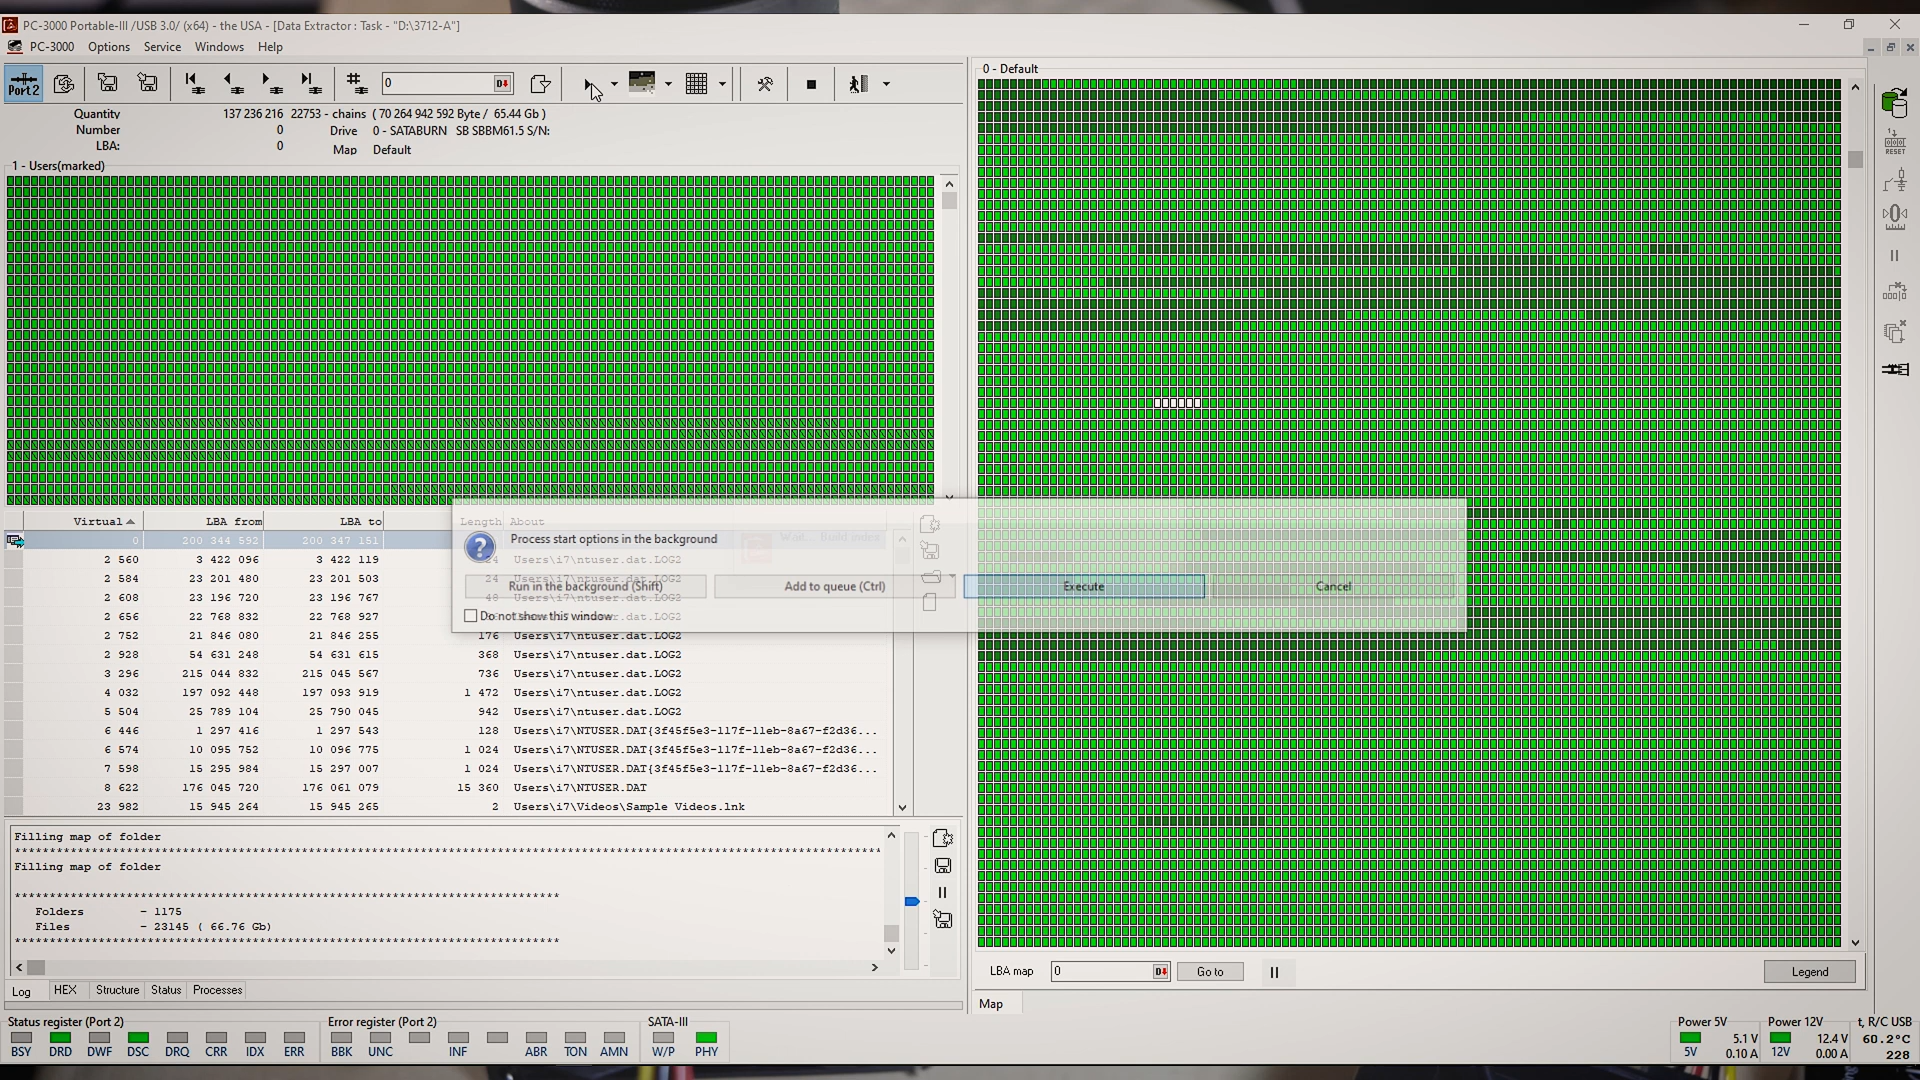 PC-3000 Portable-III /USB 3.0/ (x64) - the USA - [Data Extractor : Task - "D:\3712-A"]
PC-3000 Options Service Windows Help
Port2
0
Quantity 137 236 216 22753 - chains ( 70 264 942 592 Byte / 65.44 Gb )
Number 0 Drive 0 - SATABURN SB SBBM61.5 S/N:
LBA: 0 Map Default
1 - Users(marked)
0 - Default
RESET
Virtual LBA from LBA to Length About
0 200 344 592 200 347 151
Process start options in the background
2 560 3 422 096 3 422 119 24 Users\i7\ntuser.dat.LOG2
2 584 23 201 480 23 201 503 24 Users\i7\ntuser.dat.LOG2
Run in the background (Shift) Add to queue (Ctrl) Execute Cancel
2 608 23 196 720 23 196 767 48 Users\i7\ntuser.dat.LOG2
2 656 22 768 832 22 768 927 Users\i7\ntuser.dat.LOG2
Do not show this window
2 752 21 846 080 21 846 255 176 Users\i7\ntuser.dat.LOG2
2 928 54 631 248 54 631 615 368 Users\i7\ntuser.dat.LOG2
3 296 215 044 832 215 045 567 736 Users\i7\ntuser.dat.LOG2
4 032 197 092 448 197 093 919 1 472 Users\i7\ntuser.dat.LOG2
5 504 25 789 104 25 790 045 942 Users\i7\ntuser.dat.LOG2
6 446 1 297 416 1 297 543 128 Users\i7\NTUSER.DAT{3f45f5e3-117f-11eb-8a67-f2d36...
6 574 10 095 752 10 096 775 1 024 Users\i7\NTUSER.DAT{3f45f5e3-117f-11eb-8a67-f2d36...
7 598 15 295 984 15 297 007 1 024 Users\i7\NTUSER.DAT{3f45f5e3-117f-11eb-8a67-f2d36...
8 622 176 045 720 176 061 079 15 360 Users\i7\NTUSER.DAT
23 982 15 945 264 15 945 265 2 Users\i7\Videos\Sample Videos.lnk
Filling map of folder
Filling map of folder
Folders - 1175
Files - 23145 ( 66.76 Gb)
Log HEX Structure Status Processes
LBA map 0 Go to Legend
Map
Status register (Port 2) Error register (Port 2) SATA-III
BSY DRD DWF DSC DRQ CRR IDX ERR BBK UNC INF ABR TON AMN W/P PHY
Power 5V Power 12V t, R/C USB
5V 5.1 V 0.10 A 12V 12.4 V 0.00 A 60.2°C 228